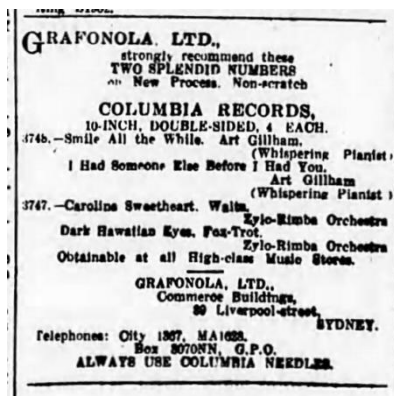 GRAFONOLA, LTD.,
strongly recommend these
TWO SPLENDID NUMBERS
on New Process. Non-scratch
COLUMBIA RECORDS,
10-INCH, DOUBLE-SIDED, 4 EACH.
374b.—Smile All the While. Art Gillham.
(Whispering Pianist)
I Had Someone Else Before I Had You.
Art Gillham
(Whispering Pianist)
3747.—Carolina Sweetheart. Waltz.
Zylo-Rimba Orchestra
Dark Hawaiian Eyes. Fox-Trot.
Zylo-Rimba Orchestra
Obtainable at all High-class Music Stores.
GRAFONOLA, LTD.,
Commerce Buildings,
39 Liverpool-street,
SYDNEY.
Telephones: City 1367, MA1628.
Box 3070NN, G.P.O.
ALWAYS USE COLUMBIA NEEDLES.